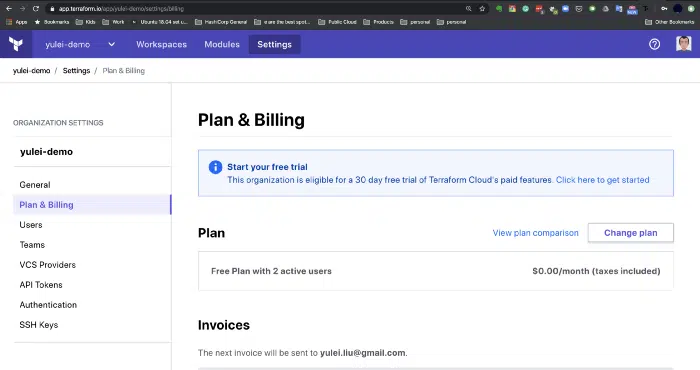 app.terraform.io/app/yulei-demo/settings/billing
Apps
Bookmarks
Kids
Work
Ubuntu 18.04 set u...
HashiCorp General
Public Cloud
Products
personal
personal
Other Bookmarks
yulei-demo
Workspaces
Modules
Settings
yulei-demo / Settings / Plan & Billing
ORGANIZATION SETTINGS
yulei-demo
General
Plan & Billing
Users
Teams
VCS Providers
API Tokens
Authentication
SSH Keys
Plan & Billing
Start your free trial
This organization is eligible for a 30 day free trial of Terraform Cloud's paid features. Click here to get started
Plan
View plan comparison
Change plan
Free Plan with 2 active users
$0.00/month (taxes included)
Invoices
The next invoice will be sent to yulei.liu@gmail.com.